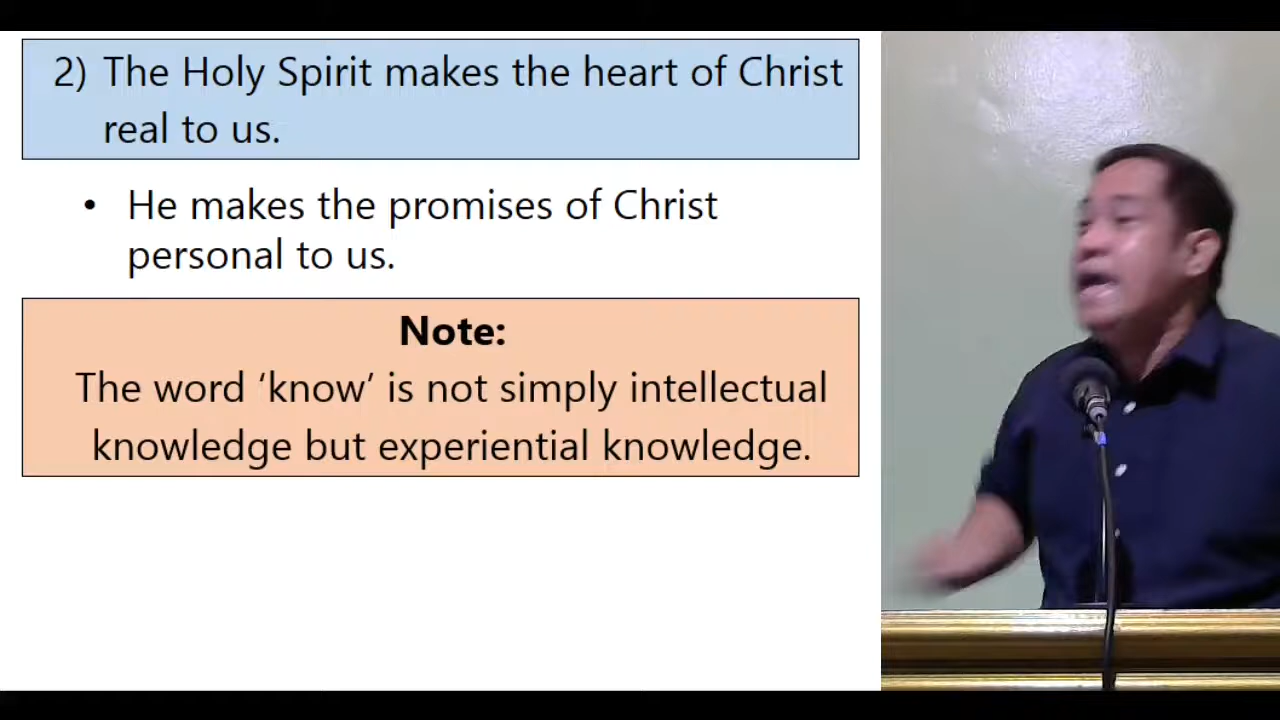 2) The Holy Spirit makes the heart of Christ
real to us.
• He makes the promises of Christ
personal to us.
Note:
The word ‘know’ is not simply intellectual
knowledge but experiential knowledge.